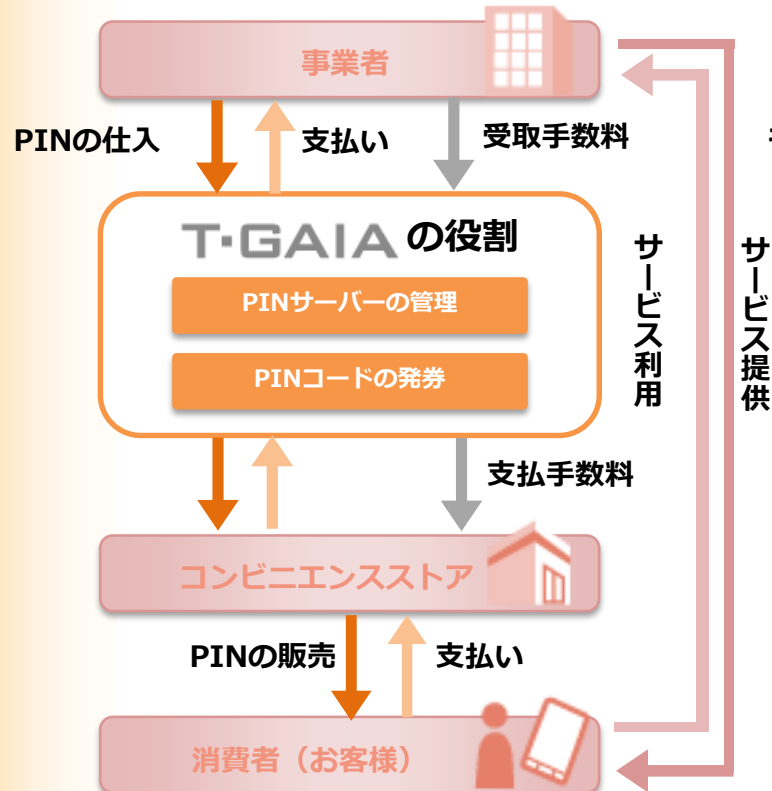 事業者
PINの仕入
支払い
受取手数料
T-GAIA の役割
PINサーバーの管理
PINコードの発券
サービス利用
サービス提供
支払手数料
コンビニエンスストア
PINの販売
支払い
消費者（お客様）